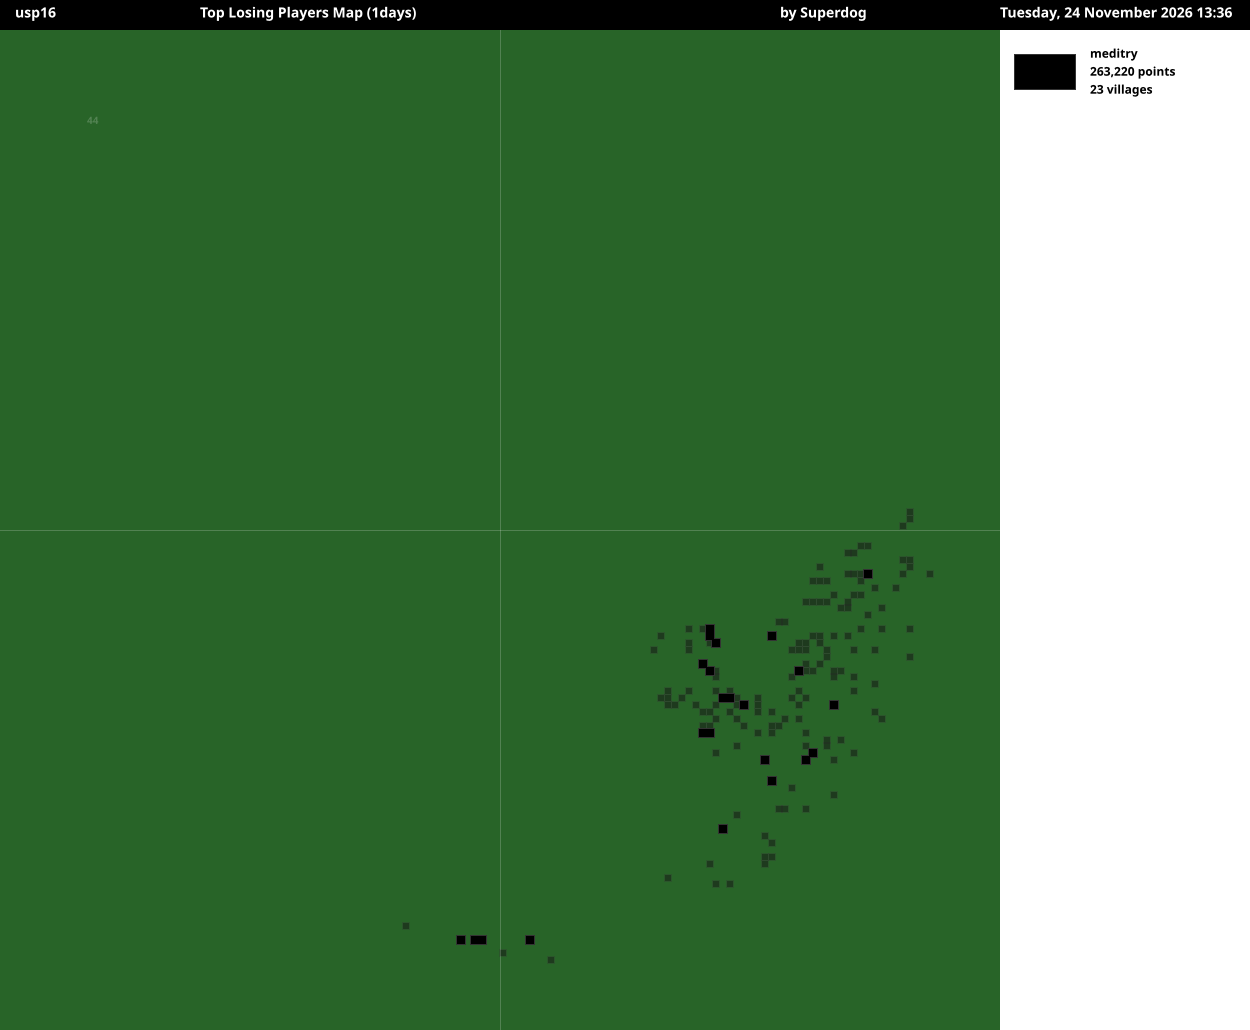 usp16 Top Losing Players Map (1days) by Superdog Tuesday, 24 November 2026 13:36
meditry
263,220 points
23 villages
44